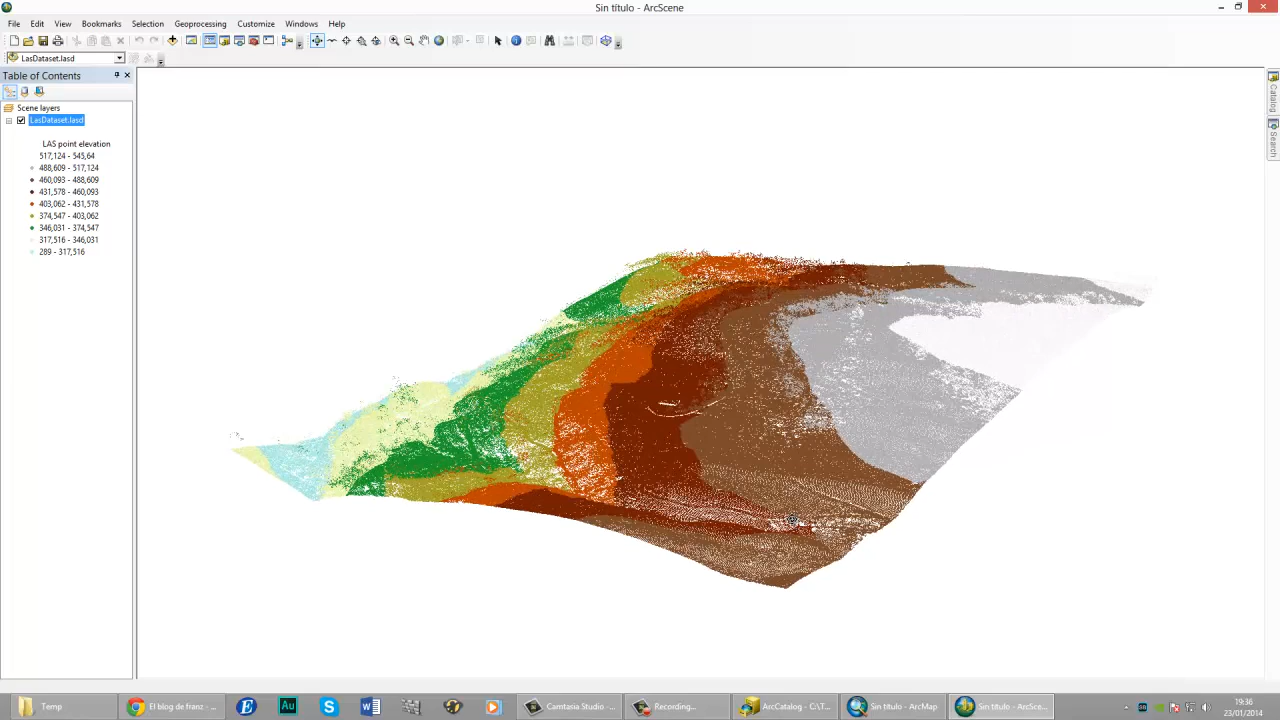 Sin título - ArcScene
File Edit View Bookmarks Selection Geoprocessing Customize Windows Help
LasDataset.lasd
Table of Contents
Scene layers
LasDataset.lasd
LAS point elevation
517,124 - 545,64
488,609 - 517,124
460,093 - 488,609
431,578 - 460,093
403,062 - 431,578
374,547 - 403,062
346,031 - 374,547
317,516 - 346,031
289 - 317,516
Catalog
Search
Temp
El blog de franz - ...
Camtasia Studio - ...
Recording...
ArcCatalog - C:\T...
Sin título - ArcMap
Sin título - ArcSce...
19:38
23/01/2014